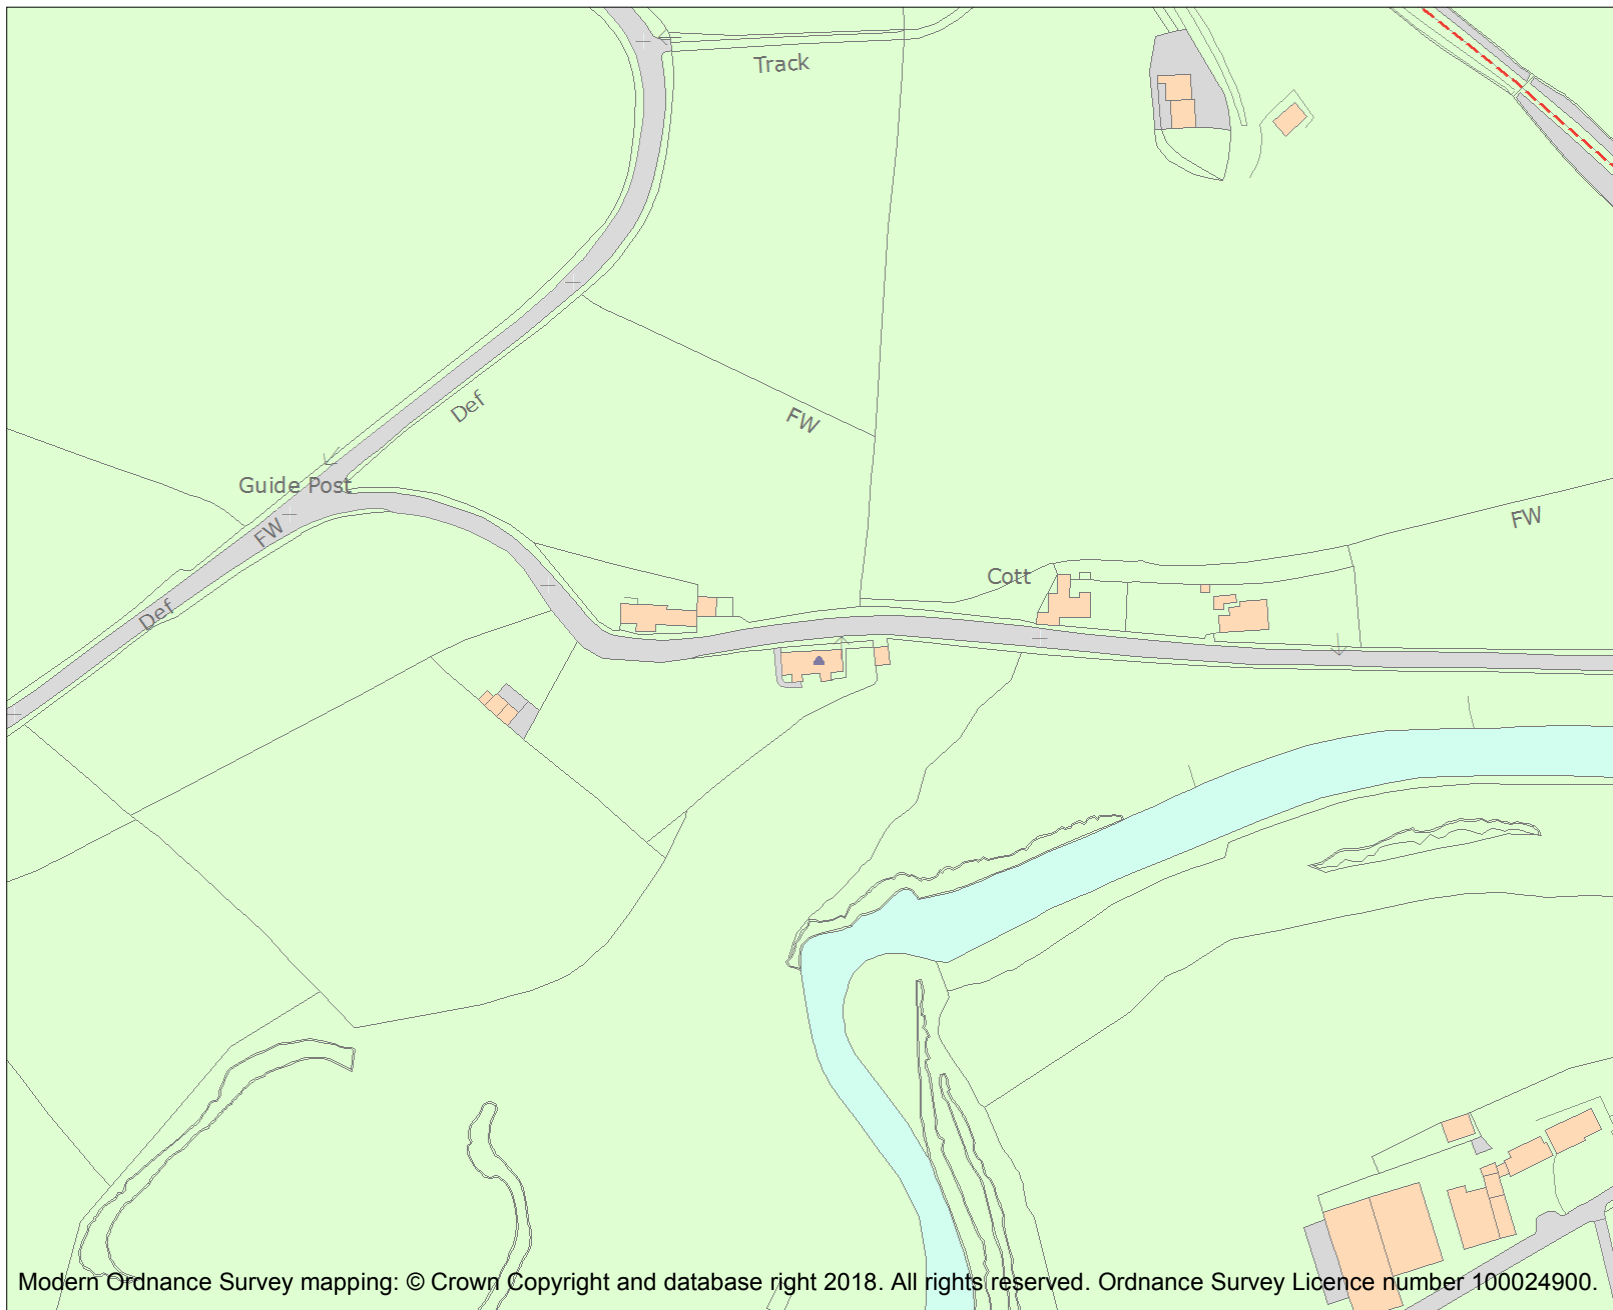 Track
Def
FW
Guide Post
FW
FW
Cott
Def
Modern Ordnance Survey mapping: © Crown Copyright and database right 2018. All rights reserved. Ordnance Survey Licence number 100024900.